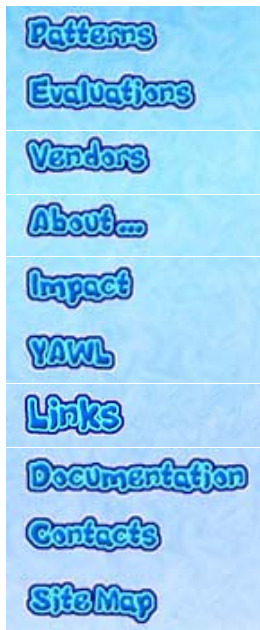 Patterns
Evaluations
Vendors
About...
Impact
YAWL
Links
Documentation
Contacts
Site Map